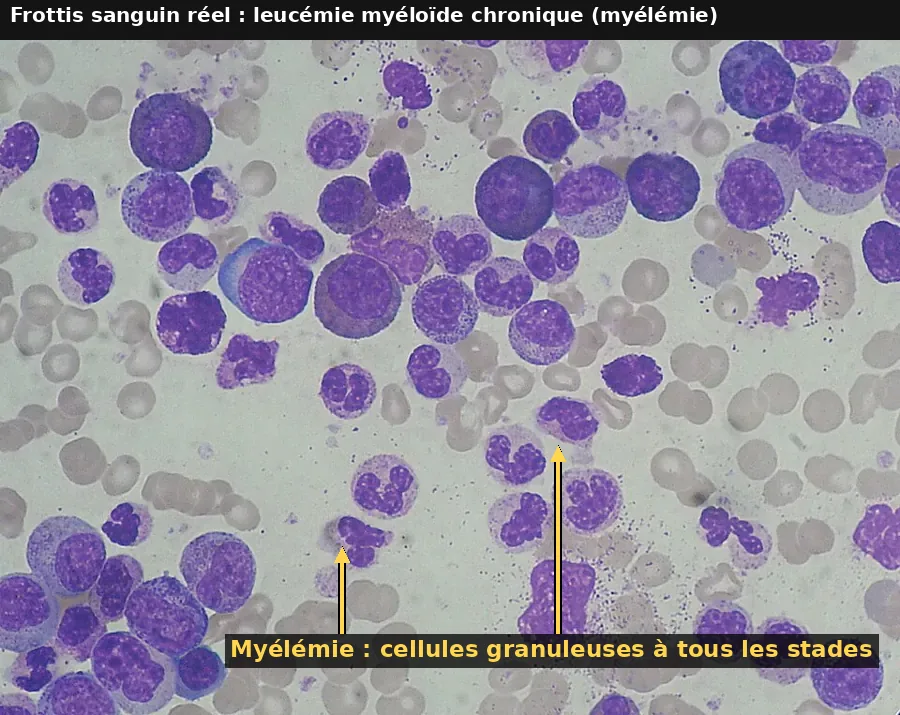 Frottis sanguin réel : leucémie myéloïde chronique (myélémie)
Myélémie : cellules granuleuses à tous les stades